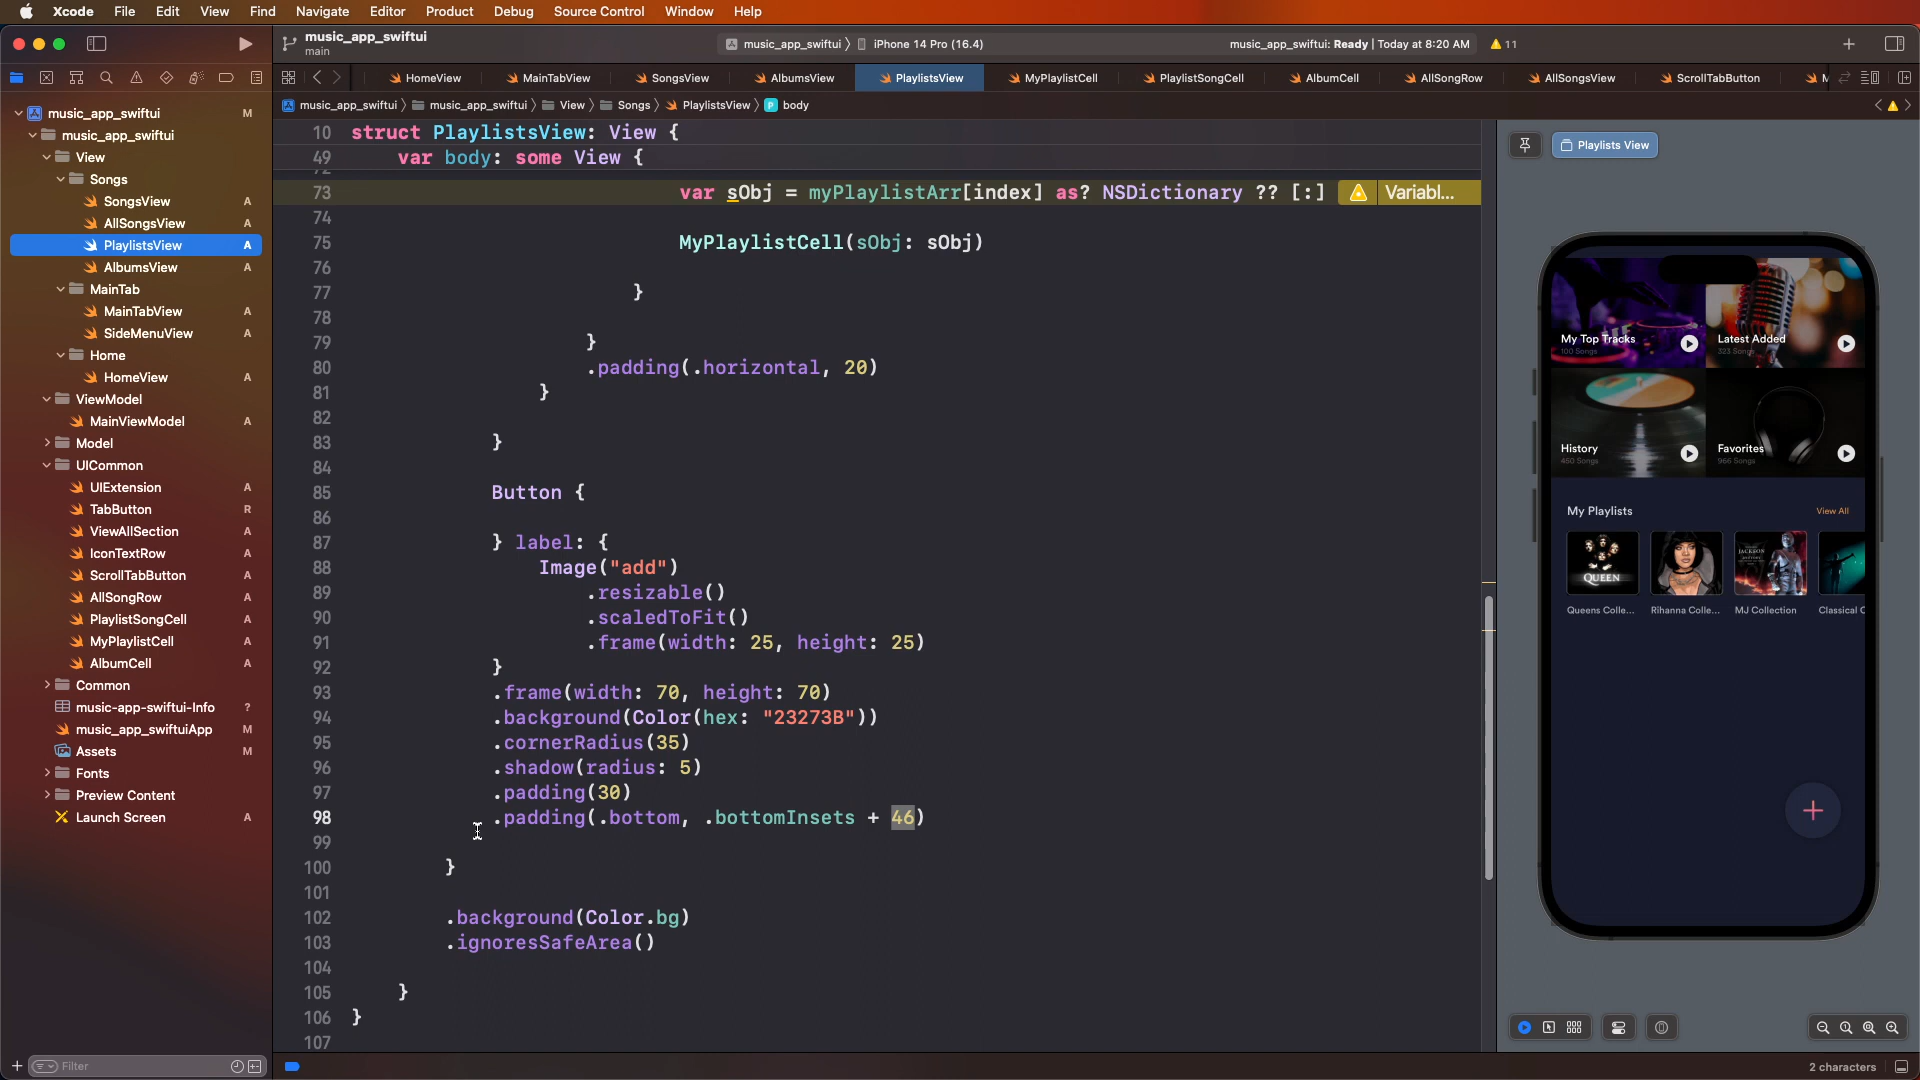 Xcode File Edit View Find Navigate Editor Product Debug Source Control Window Help
music_app_swiftui
main
music_app_swiftui iPhone 14 Pro (16.4)
music_app_swiftui: Ready | Today at 8:20 AM 11
HomeView MainTabView SongsView AlbumsView PlaylistsView MyPlaylistCell PlaylistSongCell AlbumCell AllSongRow AllSongsView ScrollTabButton
music_app_swiftui music_app_swiftui View Songs PlaylistsView P body
music_app_swiftui M
music_app_swiftui
View
Songs
SongsView A
AllSongsView A
PlaylistsView A
AlbumsView A
MainTab
MainTabView A
SideMenuView A
Home
HomeView A
ViewModel
MainViewModel A
Model
UICommon
UIExtension A
TabButton R
ViewAllSection A
IconTextRow A
ScrollTabButton A
AllSongRow A
PlaylistSongCell A
MyPlaylistCell A
AlbumCell A
Common
music-app-swiftui-Info ?
music_app_swiftuiApp M
Assets M
Fonts
Preview Content
Launch Screen A
Filter
10 struct PlaylistsView: View {
49 var body: some View {
73 var sObj = myPlaylistArr[index] as? NSDictionary ?? [:] Variabl...
74
75 MyPlaylistCell(sObj: sObj)
76
77 }
78
79 }
80 .padding(.horizontal, 20)
81 }
82
83 }
84
85 Button {
86
87 } label: {
88 Image("add")
89 .resizable()
90 .scaledToFit()
91 .frame(width: 25, height: 25)
92 }
93 .frame(width: 70, height: 70)
94 .background(Color(hex: "23273B"))
95 .cornerRadius(35)
96 .shadow(radius: 5)
97 .padding(30)
98 .padding(.bottom, .bottomInsets + 46)
99
100 }
101
102 .background(Color.bg)
103 .ignoresSafeArea()
104
105 }
106 }
107
Playlists View
My Top Tracks
100 Songs
Latest Added
323 Songs
History
450 Songs
Favorites
966 Songs
My Playlists View All
QUEEN
JACKSON
Queens Colle... Rihanna Colle... MJ Collection Classical C
2 characters